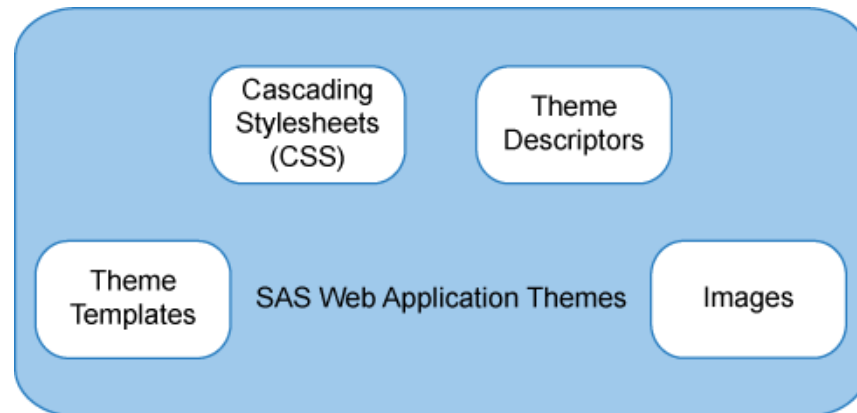 Cascading
Stylesheets
(CSS)
Theme
Descriptors
Theme
Templates
SAS Web Application Themes
Images